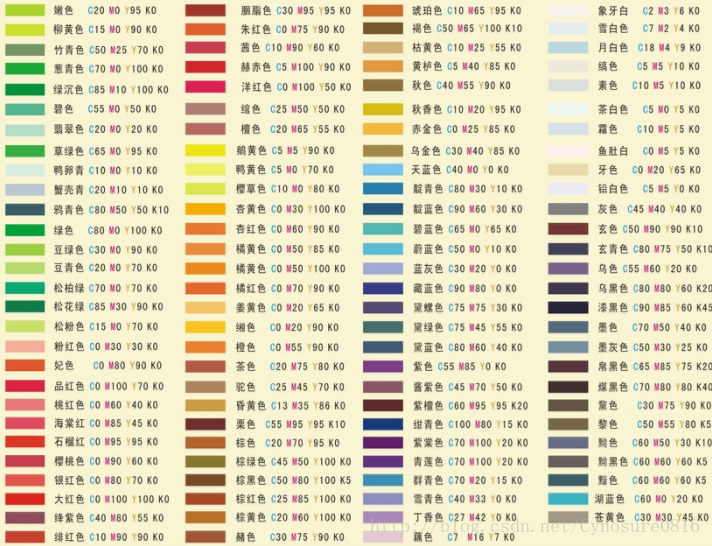 嫩色 C20 M0 Y95 K0
柳黄色 C15 M0 Y90 K0
竹青色 C50 M25 Y70 K0
葱青色 C70 M0 Y100 K0
绿沉色 C85 M10 Y100 K0
碧色 C55 M0 Y50 K0
翡翠色 C20 M0 Y20 K0
草绿色 C65 M0 Y95 K0
鸭卵青 C10 M0 Y10 K0
蟹壳青 C20 M10 Y10 K0
鸦青色 C80 M50 Y50 K10
绿色 C80 M0 Y100 K0
豆绿色 C30 M0 Y90 K0
豆青色 C20 M0 Y70 K0
松柏绿 C70 M0 Y70 K0
松花绿 C85 M30 Y90 K0
松粉色 C15 M0 Y70 K0
粉红色 C0 M30 Y30 K0
妃色 C0 M80 Y90 K0
品红色 C0 M100 Y70 K0
桃红色 C0 M60 Y40 K0
海棠红 C0 M85 Y45 K0
石榴红 C0 M95 Y95 K0
樱桃色 C0 M90 Y60 K0
银红色 C0 M80 Y70 K0
大红色 C0 M100 Y100 K0
绛紫色 C40 M80 Y55 K0
绯红色 C10 M90 Y90 K0
胭脂色 C30 M95 Y95 K0
朱红色 C0 M75 Y90 K0
茜色 C10 M90 Y60 K0
赫赤色 C5 M100 Y90 K0
洋红色 C0 M100 Y50 K0
绾色 C25 M50 Y50 K0
檀色 C20 M65 Y55 K0
鹅黄色 C5 M5 Y90 K0
鸭黄色 C5 M0 Y70 K0
樱草色 C10 M0 Y80 K0
杏黄色 C0 M30 Y100 K0
杏红色 C0 M60 Y90 K0
橘黄色 C0 M50 Y85 K0
橘黄色 C0 M50 Y100 K0
橘红色 C0 M70 Y90 K0
姜黄色 C0 M20 Y65 K0
缃色 C0 M20 Y90 K0
橙色 C0 M55 Y90 K0
茶色 C20 M75 Y80 K0
驼色 C25 M45 Y70 K0
昏黄色 C13 M35 Y86 K0
栗色 C55 M95 Y95 K10
棕色 C20 M70 Y95 K0
棕绿色 C45 M50 Y100 K0
棕黑色 C50 M80 Y100 K5
棕红色 C25 M85 Y100 K0
棕黄色 C20 M60 Y100 K0
赭色 C30 M75 Y90 K0
琥珀色 C10 M65 Y95 K0
褐色 C50 M65 Y100 K10
枯黄色 C10 M25 Y55 K0
黄栌色 C5 M40 Y85 K0
秋色 C40 M55 Y90 K0
秋香色 C10 M20 Y95 K0
赤金色 C0 M25 Y85 K0
乌金色 C30 M40 Y85 K0
天蓝色 C40 M0 Y0 K0
靛青色 C80 M30 Y10 K0
靛蓝色 C90 M60 Y30 K0
碧蓝色 C65 M0 Y65 K0
蔚蓝色 C50 M0 Y10 K0
蓝灰色 C30 M20 Y0 K0
藏蓝色 C90 M80 Y0 K0
黛螺色 C75 M75 Y30 K0
黛绿色 C75 M45 Y55 K0
黛蓝色 C80 M60 Y40 K0
紫色 C55 M85 Y0 K0
酱紫色 C45 M70 Y50 K0
紫檀色 C60 M95 Y95 K20
绀青色 C100 M80 Y15 K0
紫棠色 C70 M100 Y20 K0
青莲色 C70 M100 Y20 K0
群青色 C70 M20 Y15 K0
雪青色 C40 M33 Y0 K0
丁香色 C27 M42 Y0 K0
藕色 C7 M16 Y7 K0
象牙白 C2 M3 Y6 K0
雪白色 C7 M2 Y4 K0
月白色 C18 M4 Y9 K0
缟色 C5 M5 Y10 K0
素色 C10 M5 Y10 K0
茶白色 C5 M0 Y5 K0
霜色 C10 M5 Y5 K0
鱼肚白 C0 M5 Y5 K0
牙色 C0 M20 Y65 K0
铅白色 C5 M5 Y0 K0
灰色 C45 M40 Y40 K0
玄色 C50 M90 Y90 K10
玄青色 C80 M75 Y50 K10
乌色 C55 M60 Y20 K0
乌黑色 C80 M80 Y60 K20
漆黑色 C90 M85 Y60 K45
墨色 C70 M50 Y40 K0
墨灰色 C50 M30 Y25 K0
帛黑色 C65 M85 Y75 K20
煤黑色 C70 M80 Y80 K40
黧色 C30 M75 Y90 K0
黎色 C50 M55 Y80 K5
黝色 C60 M50 Y30 K10
黝黑色 C60 M60 Y60 K5
黯色 C60 M60 Y60 K5
湖蓝色 C60 M0 Y20 K0
苍黄色 C30 M30 Y45 K0
http://blog.csdn.net/Cynosure0816